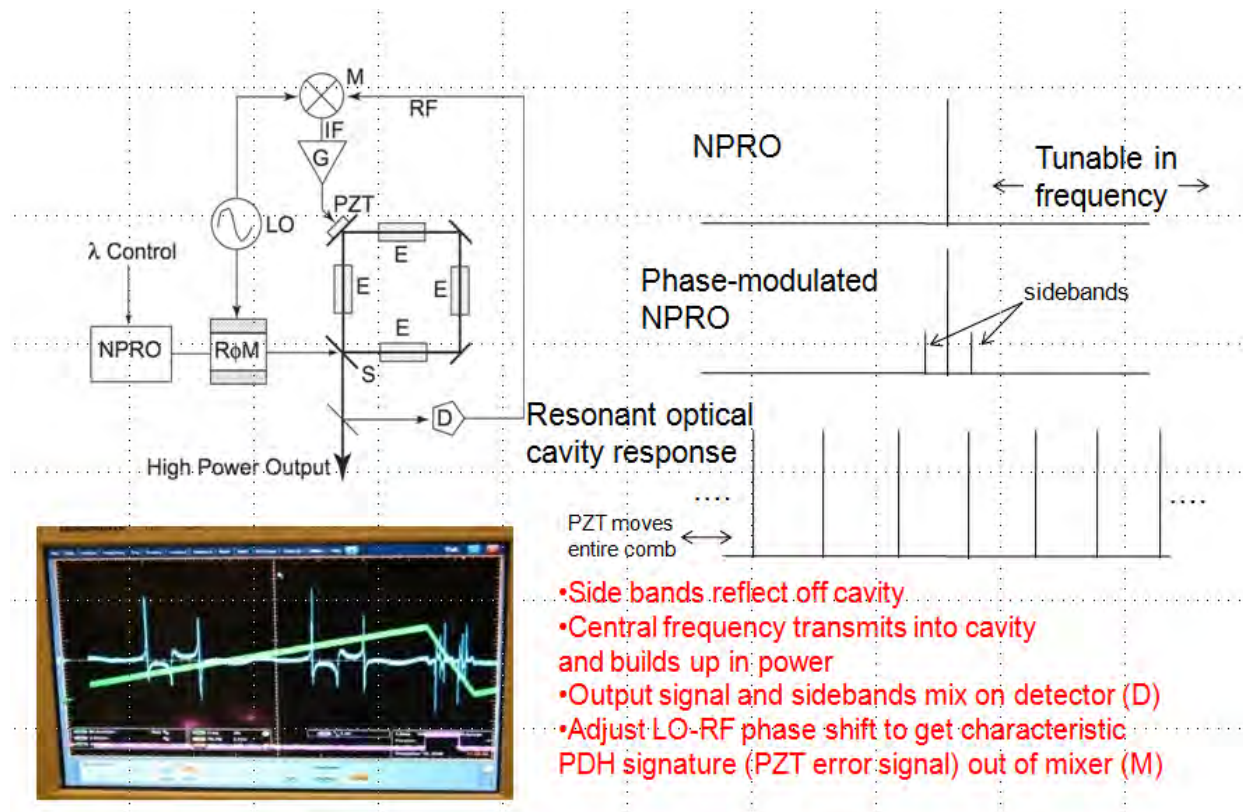 M
RF
IF
G
PZT
LO
E
λ Control
E
E
E
NPRO
RϕM
S
D
High Power Output
NPRO
Tunable in
frequency
Phase-modulated
NPRO
sidebands
Resonant optical
cavity response
....
....
PZT moves
entire comb
•Side bands reflect off cavity
•Central frequency transmits into cavity
and builds up in power
•Output signal and sidebands mix on detector (D)
•Adjust LO-RF phase shift to get characteristic
PDH signature (PZT error signal) out of mixer (M)